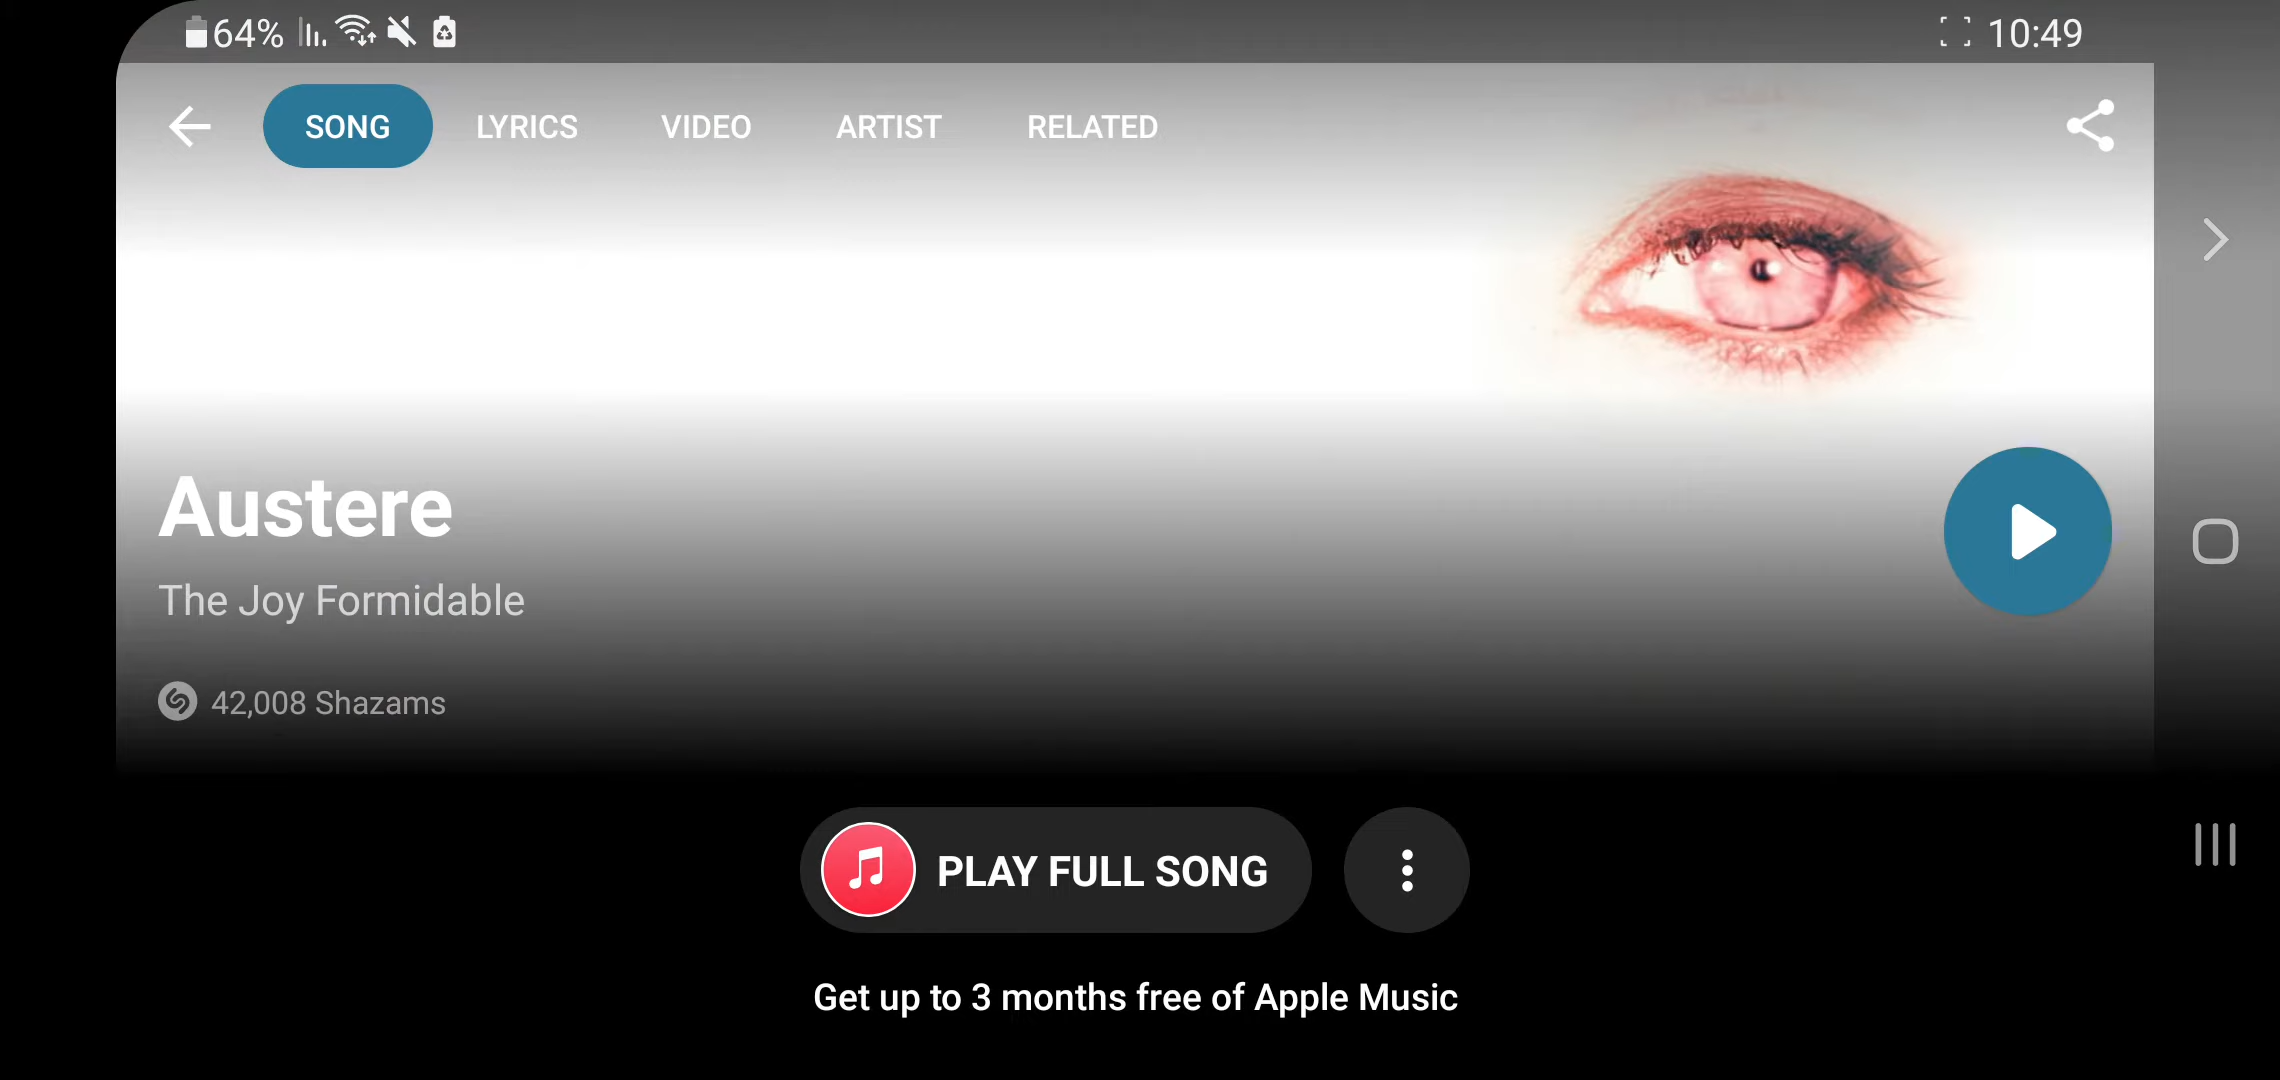 64% 10:49
SONG LYRICS VIDEO ARTIST RELATED
Austere
The Joy Formidable
42,008 Shazams
PLAY FULL SONG
Get up to 3 months free of Apple Music